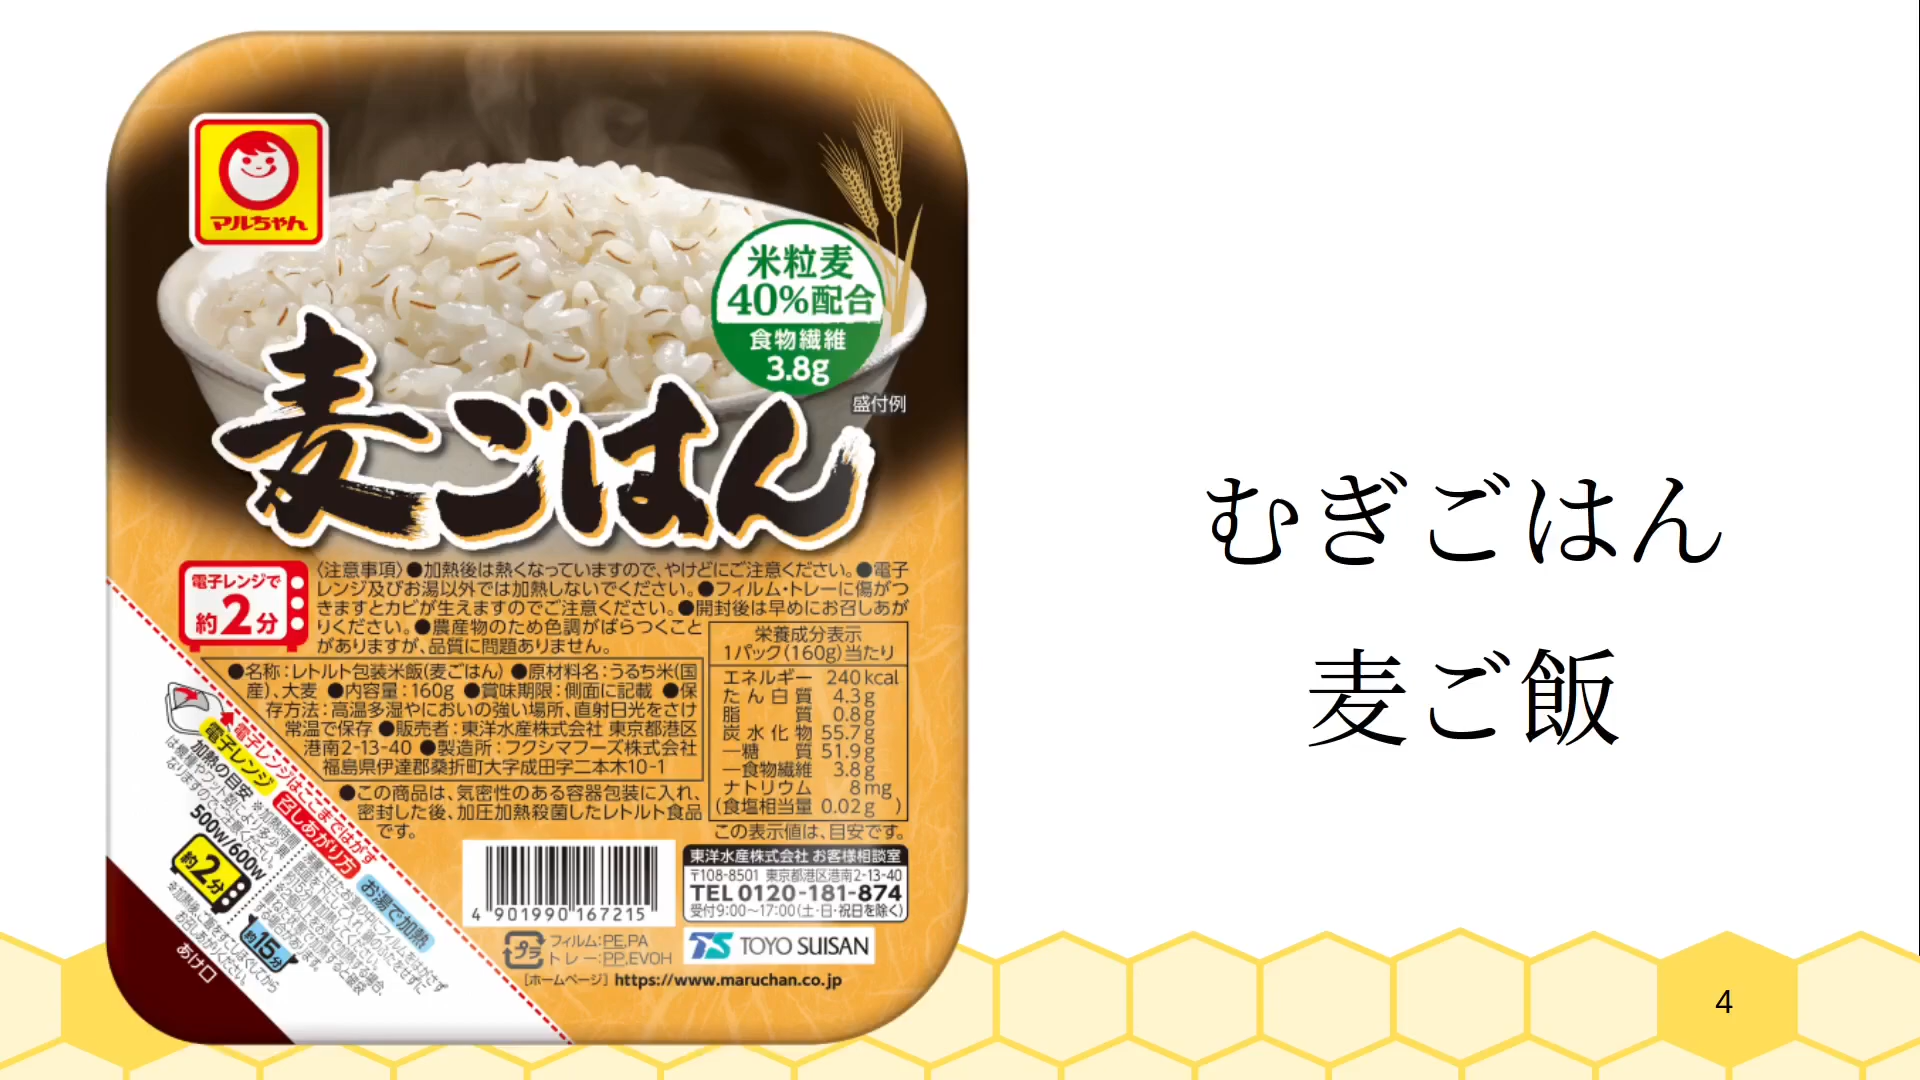 マルちゃん
米粒麦
40%配合
食物繊維
3.8g
盛付例
麦ごはん
むぎごはん
麦ご飯
電子レンジで
約2分
〈注意事項〉●加熱後は熱くなっていますので、やけどにご注意ください。●電子
レンジ及びお湯以外では加熱しないでください。●フィルム・トレーに傷がつ
きますとカビが生えますのでご注意ください。●開封後は早めにお召しあが
りください。●農産物のため色調がばらつくこと
がありますが、品質に問題ありません。
●名称：レトルト包装米飯(麦ごはん) ●原材料名：うるち米(国
産)、大麦 ●内容量：160g ●賞味期限：側面に記載 ●保
存方法：高温多湿やにおいの強い場所、直射日光をさけ
常温で保存 ●販売者：東洋水産株式会社 東京都港区
港南2-13-40 ●製造所：フクシマフーズ株式会社
福島県伊達郡桑折町大字成田字二本木10-1
●この商品は、気密性のある容器包装に入れ、
密封した後、加圧加熱殺菌したレトルト食品
です。
栄養成分表示
1パック(160g)当たり
エネルギー 240kcal
たん白質 4.3g
脂質 0.8g
炭水化物 55.7g
―糖質 51.9g
―食物繊維 3.8g
ナトリウム 8mg
(食塩相当量 0.02g )
この表示値は、目安です。
電子レンジはここまではがす
電子レンジ
加熱の目安
500W/600W
約2分
召しあがり方
お湯で加熱
約15分
あけ口
4 901990 167215
東洋水産株式会社 お客様相談室
〒108-8501 東京都港区港南2-13-40
TEL 0120-181-874
受付9:00〜17:00(土・日・祝日を除く)
プラ
フィルム：PE,PA
トレー：PP,EVOH
TS TOYO SUISAN
[ホームページ] https://www.maruchan.co.jp
4